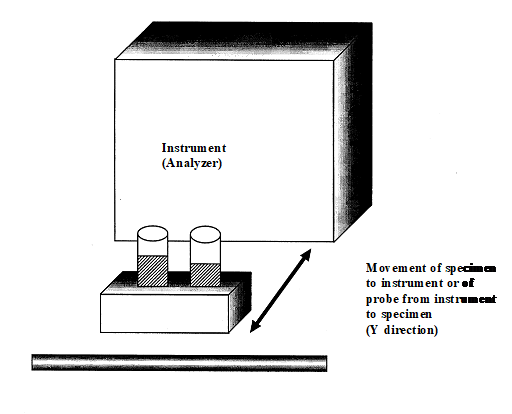 Instrument
(Analyzer)
Movement of specimen
to instrument or of
probe from instrument
to specimen
(Y direction)